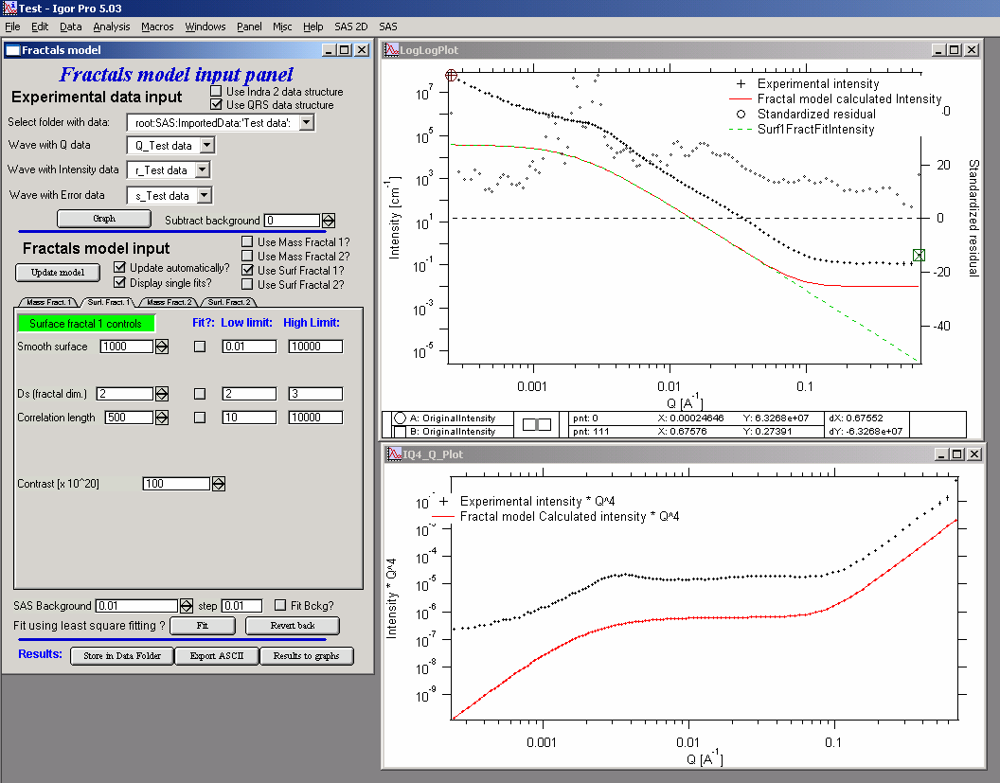 Test - Igor Pro 5.03
File Edit Data Analysis Macros Windows Panel Misc Help SAS 2D SAS
Fractals model
Fractals model input panel
Experimental data input
Use Indra 2 data structure
Use QRS data structure
Select folder with data: root:SAS:ImportedData:'Test data':
Wave with Q data Q_Test data
Wave with Intensity data r_Test data
Wave with Error data s_Test data
Graph Subtract background 0
Fractals model input
Use Mass Fractal 1?
Use Mass Fractal 2?
Use Surf Fractal 1?
Use Surf Fractal 2?
Update model
Update automatically?
Display single fits?
Mass Fract. 1 Surf. Fract. 1 Mass Fract. 2 Surf. Fract. 2
Surface fractal 1 controls Fit?: Low limit: High Limit:
Smooth surface 1000 0.01 10000
Ds (fractal dim.) 2 2 3
Correlation length 500 10 10000
Contrast [x 10^20] 100
SAS Background 0.01 step 0.01 Fit Bckg?
Fit using least square fitting ? Fit Revert back
Results: Store in Data Folder Export ASCII Results to graphs
LogLogPlot
Experimental intensity
Fractal model calculated Intensity
Standardized residual
Surf1FractFitIntensity
10^7
10^5
10^3
10^1
10^-1
10^-3
10^-5
Intensity [cm^-1]
20
0
-20
-40
Standardized residual
0.001 0.01 0.1
Q [A^-1]
A: OriginalIntensity pnt: 0 X: 0.00024646 Y: 6.3268e+07 dX: 0.67552
B: OriginalIntensity pnt: 111 X: 0.67576 Y: 0.27391 dY: -6.3268e+07
IQ4_Q_Plot
Experimental intensity * Q^4
Fractal model Calculated intensity * Q^4
10^-4
10^-5
10^-6
10^-7
10^-8
10^-9
Intensity * Q^4
0.001 0.01 0.1
Q [A^-1]